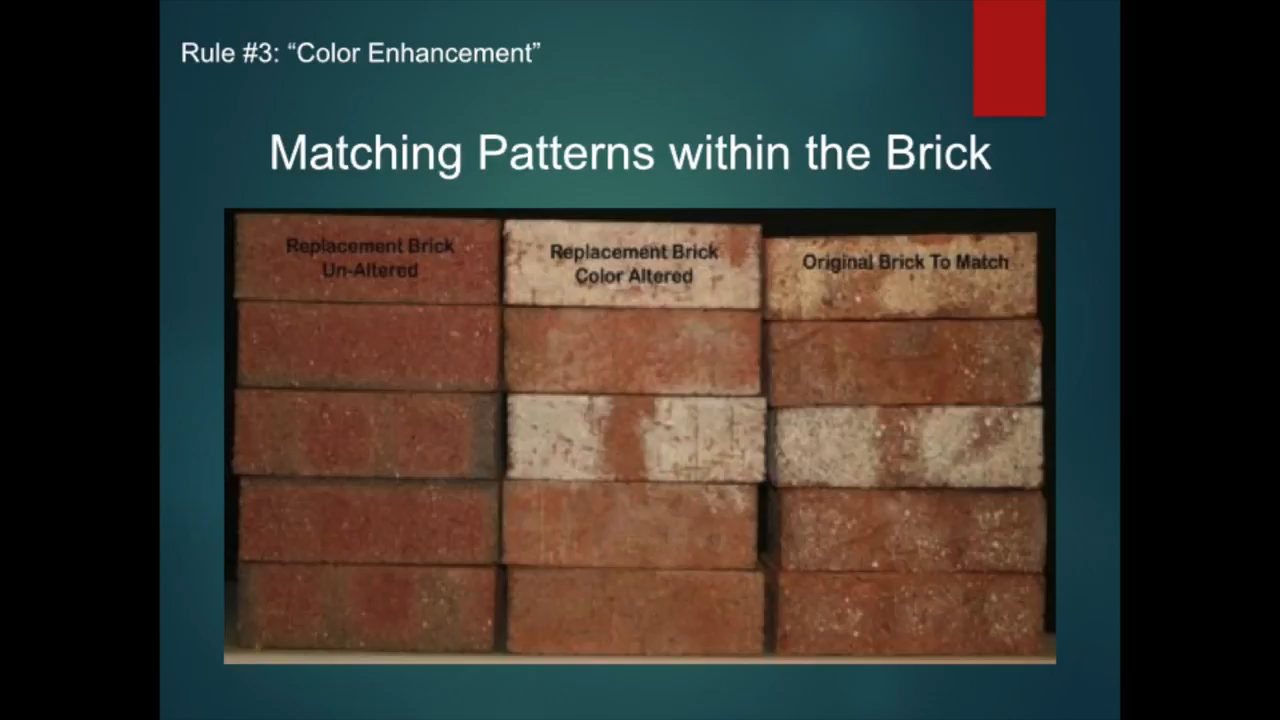 Rule #3: “Color Enhancement”
Matching Patterns within the Brick
Replacement Brick
Un-Altered
Replacement Brick
Color Altered
Original Brick To Match